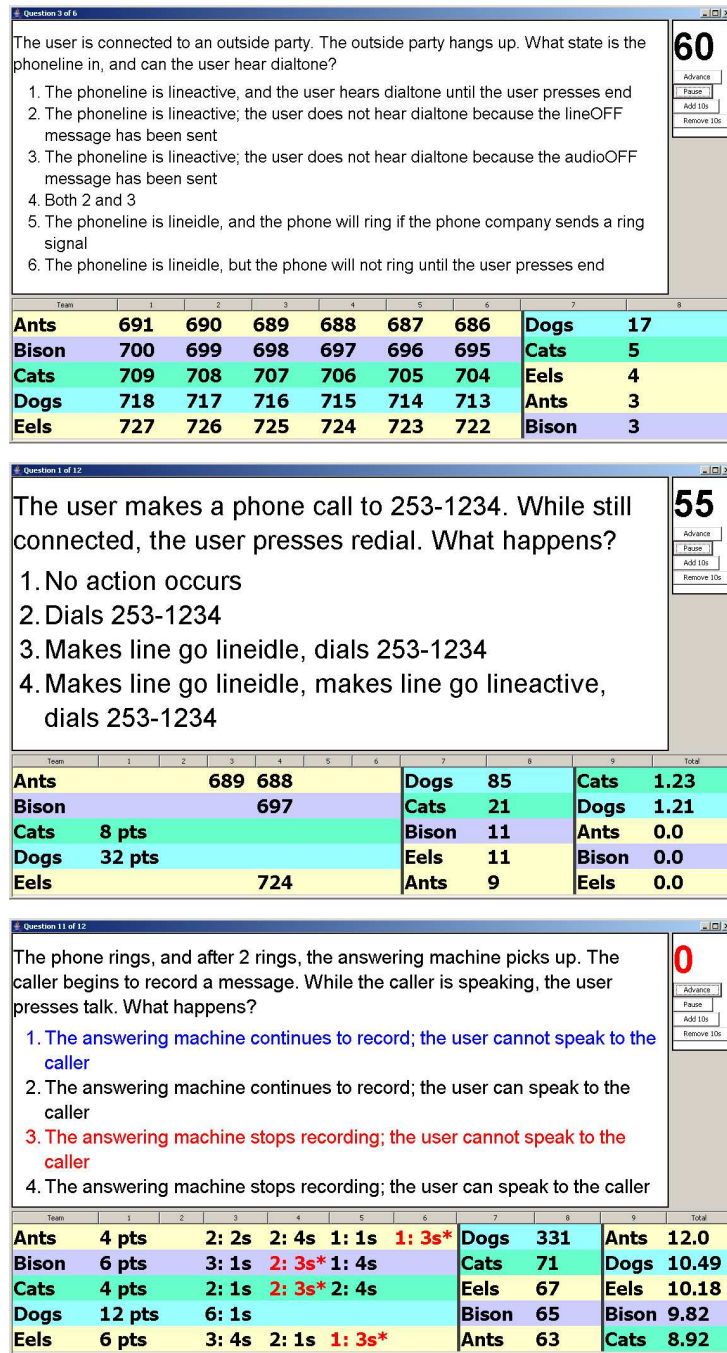 Question 3 of 6
The user is connected to an outside party. The outside party hangs up. What state is the
phoneline in, and can the user hear dialtone?
1. The phoneline is lineactive, and the user hears dialtone until the user presses end
2. The phoneline is lineactive; the user does not hear dialtone because the lineOFF
message has been sent
3. The phoneline is lineactive; the user does not hear dialtone because the audioOFF
message has been sent
4. Both 2 and 3
5. The phoneline is lineidle, and the phone will ring if the phone company sends a ring
signal
6. The phoneline is lineidle, but the phone will not ring until the user presses end
60
Advance
Pause
Add 10s
Remove 10s
Team 1 2 3 4 5 6 7 8
Ants 691 690 689 688 687 686 Dogs 17
Bison 700 699 698 697 696 695 Cats 5
Cats 709 708 707 706 705 704 Eels 4
Dogs 718 717 716 715 714 713 Ants 3
Eels 727 726 725 724 723 722 Bison 3
Question 1 of 12
The user makes a phone call to 253-1234. While still
connected, the user presses redial. What happens?
1. No action occurs
2. Dials 253-1234
3. Makes line go lineidle, dials 253-1234
4. Makes line go lineidle, makes line go lineactive,
dials 253-1234
55
Advance
Pause
Add 10s
Remove 10s
Team 1 2 3 4 5 6 7 8 9 Total
Ants 689 688 Dogs 85 Cats 1.23
Bison 697 Cats 21 Dogs 1.21
Cats 8 pts Bison 11 Ants 0.0
Dogs 32 pts Eels 11 Bison 0.0
Eels 724 Ants 9 Eels 0.0
Question 11 of 12
The phone rings, and after 2 rings, the answering machine picks up. The
caller begins to record a message. While the caller is speaking, the user
presses talk. What happens?
1. The answering machine continues to record; the user cannot speak to the
caller
2. The answering machine continues to record; the user can speak to the
caller
3. The answering machine stops recording; the user cannot speak to the
caller
4. The answering machine stops recording; the user can speak to the caller
0
Advance
Pause
Add 10s
Remove 10s
Team 1 2 3 4 5 6 7 8 9 Total
Ants 4 pts 2: 2s 2: 4s 1: 1s 1: 3s* Dogs 331 Ants 12.0
Bison 6 pts 3: 1s 2: 3s* 1: 4s Cats 71 Dogs 10.49
Cats 4 pts 2: 1s 2: 3s* 2: 4s Eels 67 Eels 10.18
Dogs 12 pts 6: 1s Bison 65 Bison 9.82
Eels 6 pts 3: 4s 2: 1s 1: 3s* Ants 63 Cats 8.92